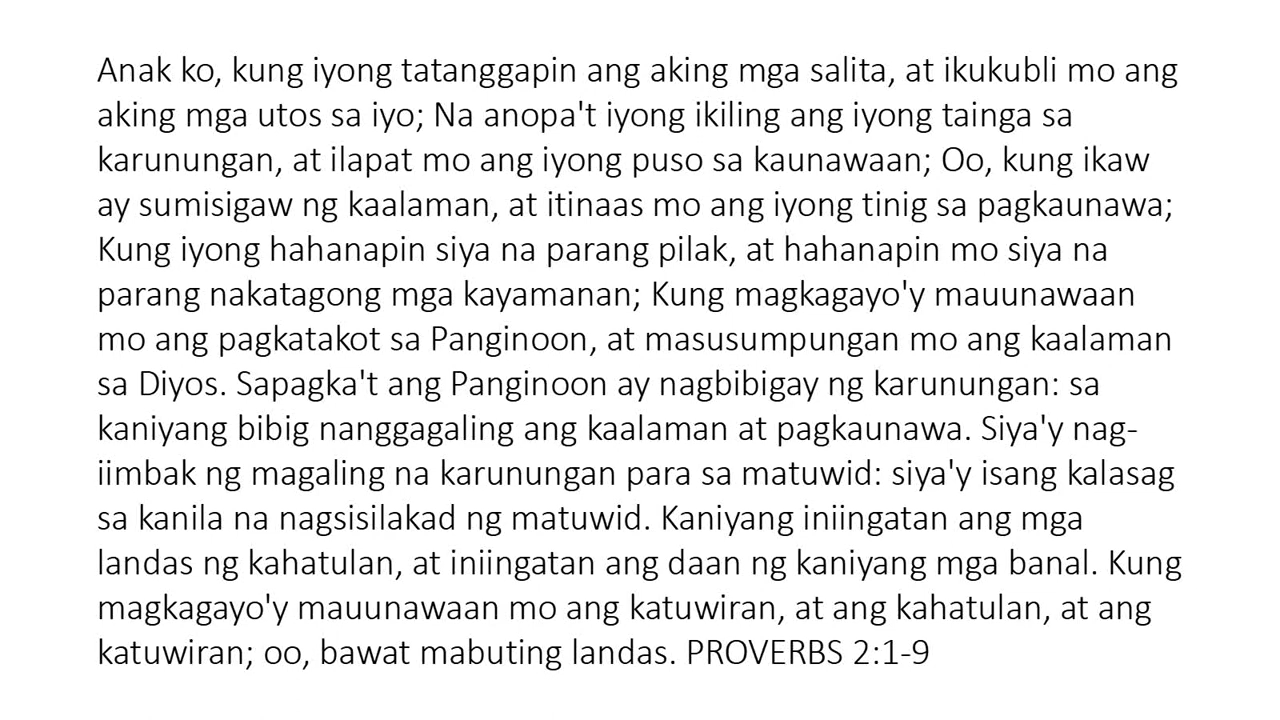 Anak ko, kung iyong tatanggapin ang aking mga salita, at ikukubli mo ang
aking mga utos sa iyo; Na anopa't iyong ikiling ang iyong tainga sa
karunungan, at ilapat mo ang iyong puso sa kaunawaan; Oo, kung ikaw
ay sumisigaw ng kaalaman, at itinaas mo ang iyong tinig sa pagkaunawa;
Kung iyong hahanapin siya na parang pilak, at hahanapin mo siya na
parang nakatagong mga kayamanan; Kung magkagayo'y mauunawaan
mo ang pagkatakot sa Panginoon, at masusumpungan mo ang kaalaman
sa Diyos. Sapagka't ang Panginoon ay nagbibigay ng karunungan: sa
kaniyang bibig nanggagaling ang kaalaman at pagkaunawa. Siya'y nag-
iimbak ng magaling na karunungan para sa matuwid: siya'y isang kalasag
sa kanila na nagsisilakad ng matuwid. Kaniyang iniingatan ang mga
landas ng kahatulan, at iniingatan ang daan ng kaniyang mga banal. Kung
magkagayo'y mauunawaan mo ang katuwiran, at ang kahatulan, at ang
katuwiran; oo, bawat mabuting landas. PROVERBS 2:1-9